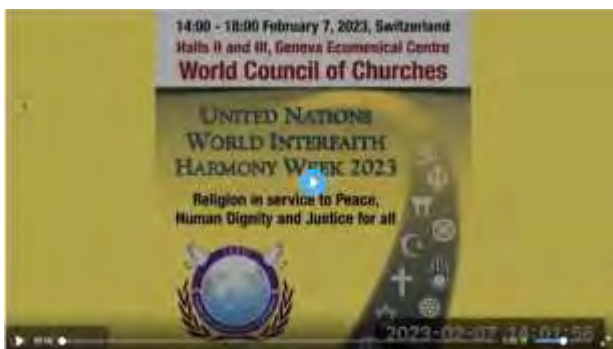 14:00 - 18:00 February 7, 2023, Switzerland
Halls II and III, Geneva Ecumenical Centre
World Council of Churches
UNITED NATIONS
WORLD INTERFAITH
HARMONY WEEK 2023
Religion in service to Peace,
Human Dignity and Justice for all
2023-02-07 14:01:56